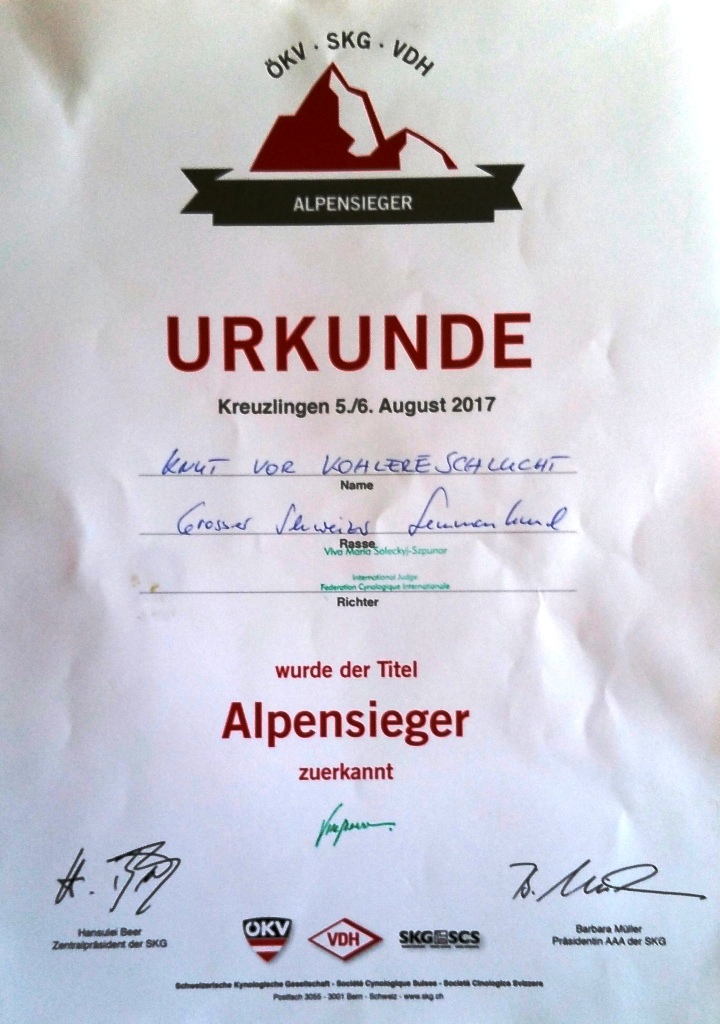 ÖKV · SKG · VDH
ALPENSIEGER
URKUNDE
Kreuzlingen 5./6. August 2017
KNUT VOR KOHLERESCHLUCHT
Name
Grosser Schweizer Sennenhund
Rasse
Viva Maria Soleckyj-Szpunar
International Judge
Federation Cynologique Internationale
Richter
wurde der Titel
Alpensieger
zuerkannt
Hansulei Beer
Zentralpräsident der SKG
ÖKV
VDH
SKG SCS
Barbara Müller
Präsidentin AAA der SKG
Schweizerische Kynologische Gesellschaft - Société Cynologique Suisse - Società Cinologica Svizzera
Postfach 3055 - 3001 Bern - Schweiz - www.skg.ch